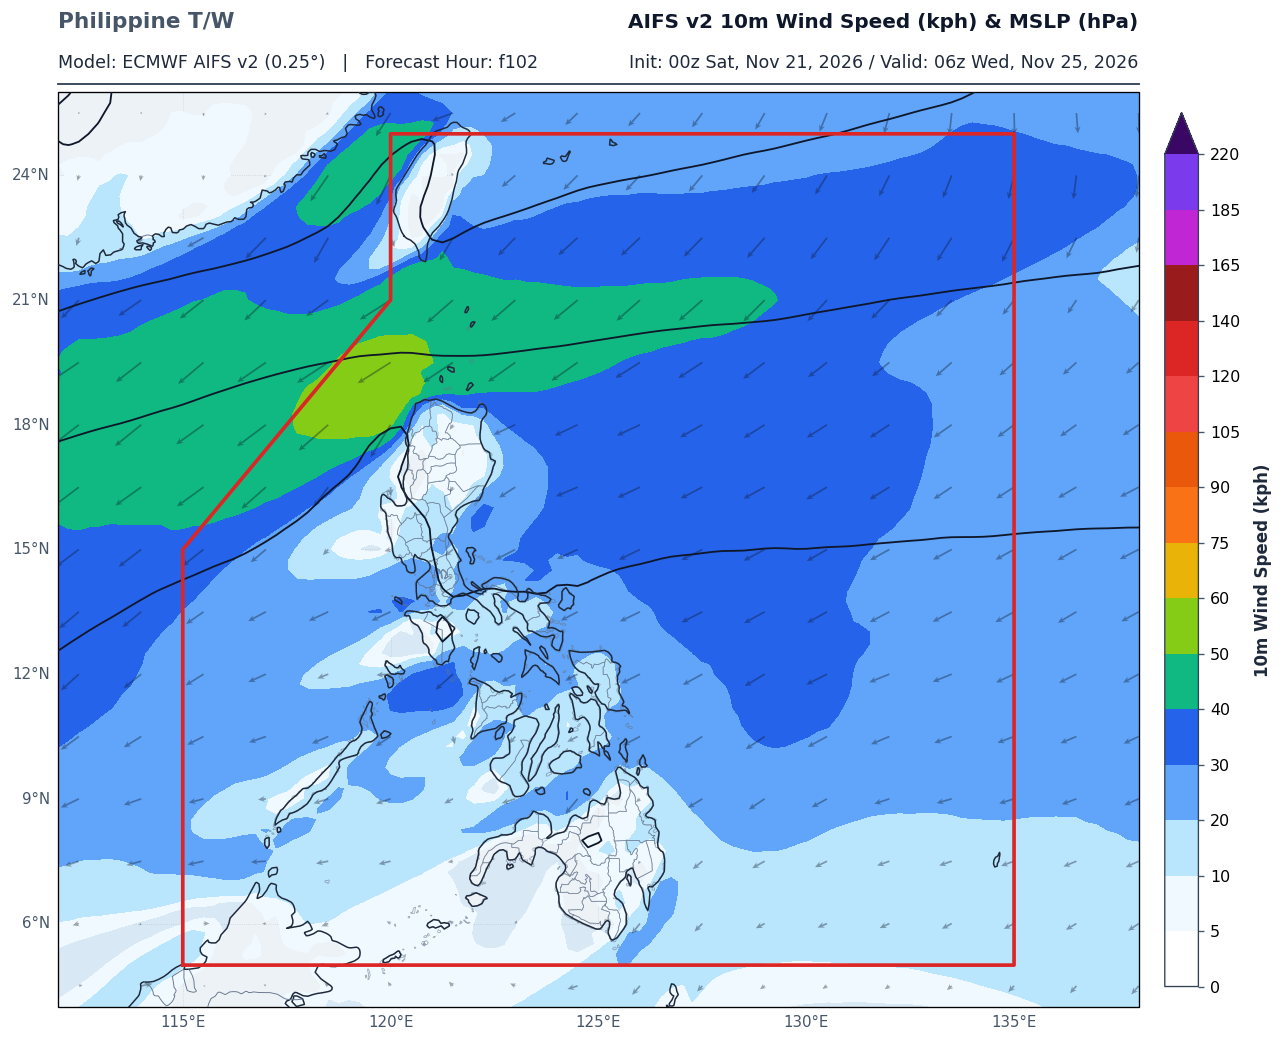 Philippine T/W
AIFS v2 10m Wind Speed (kph) & MSLP (hPa)
Model: ECMWF AIFS v2 (0.25°)   |   Forecast Hour: f102
Init: 00z Sat, Nov 21, 2026 / Valid: 06z Wed, Nov 25, 2026
24°N
21°N
18°N
15°N
12°N
9°N
6°N
115°E
120°E
125°E
130°E
135°E
220
185
165
140
120
105
90
75
60
50
40
30
20
10
5
0
10m Wind Speed (kph)